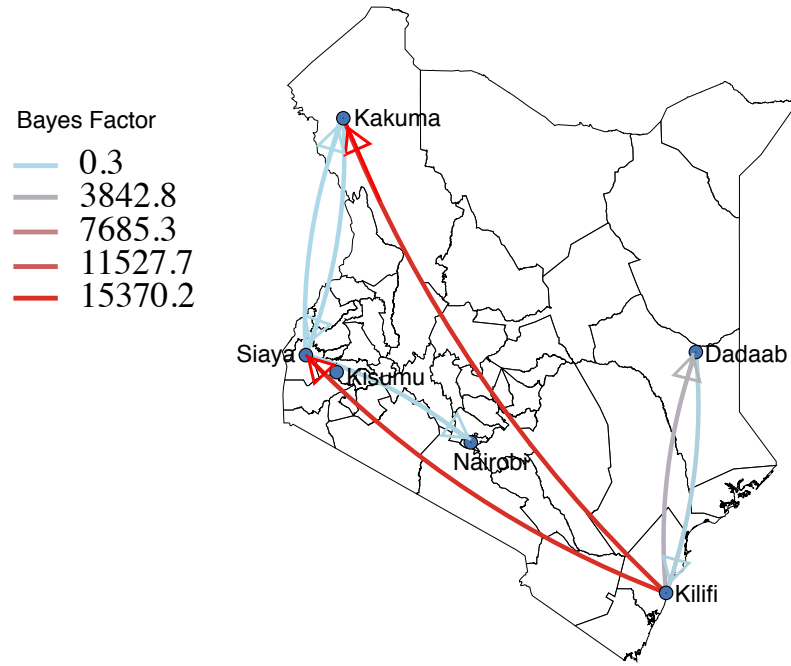 Bayes Factor
0.3
3842.8
7685.3
11527.7
15370.2
Kakuma
Siaya
Kisumu
Dadaab
Nairobi
Kilifi